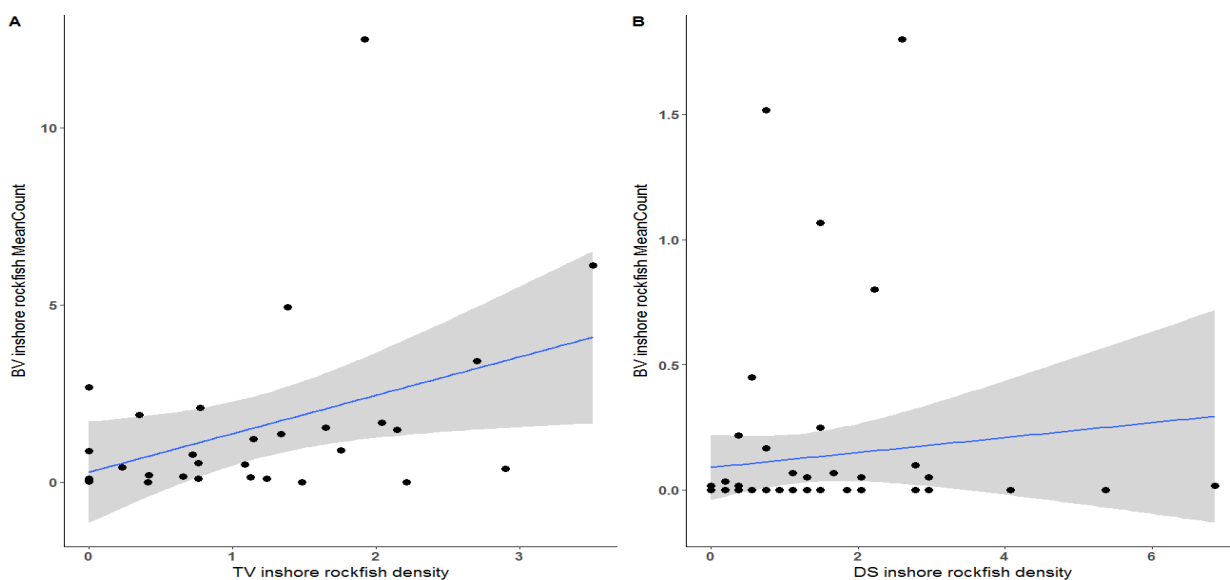 A
BV inshore rockfish MeanCount
10
5
0
0 1 2 3
TV inshore rockfish density
B
BV inshore rockfish MeanCount
1.5
1.0
0.5
0.0
0 2 4 6
DS inshore rockfish density